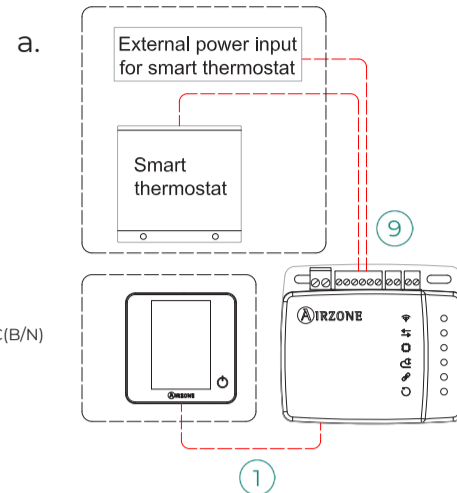 a.
External power input
for smart thermostat
Smart
thermostat
9
AIRZONE
C(B/N)
AIRZONE
1